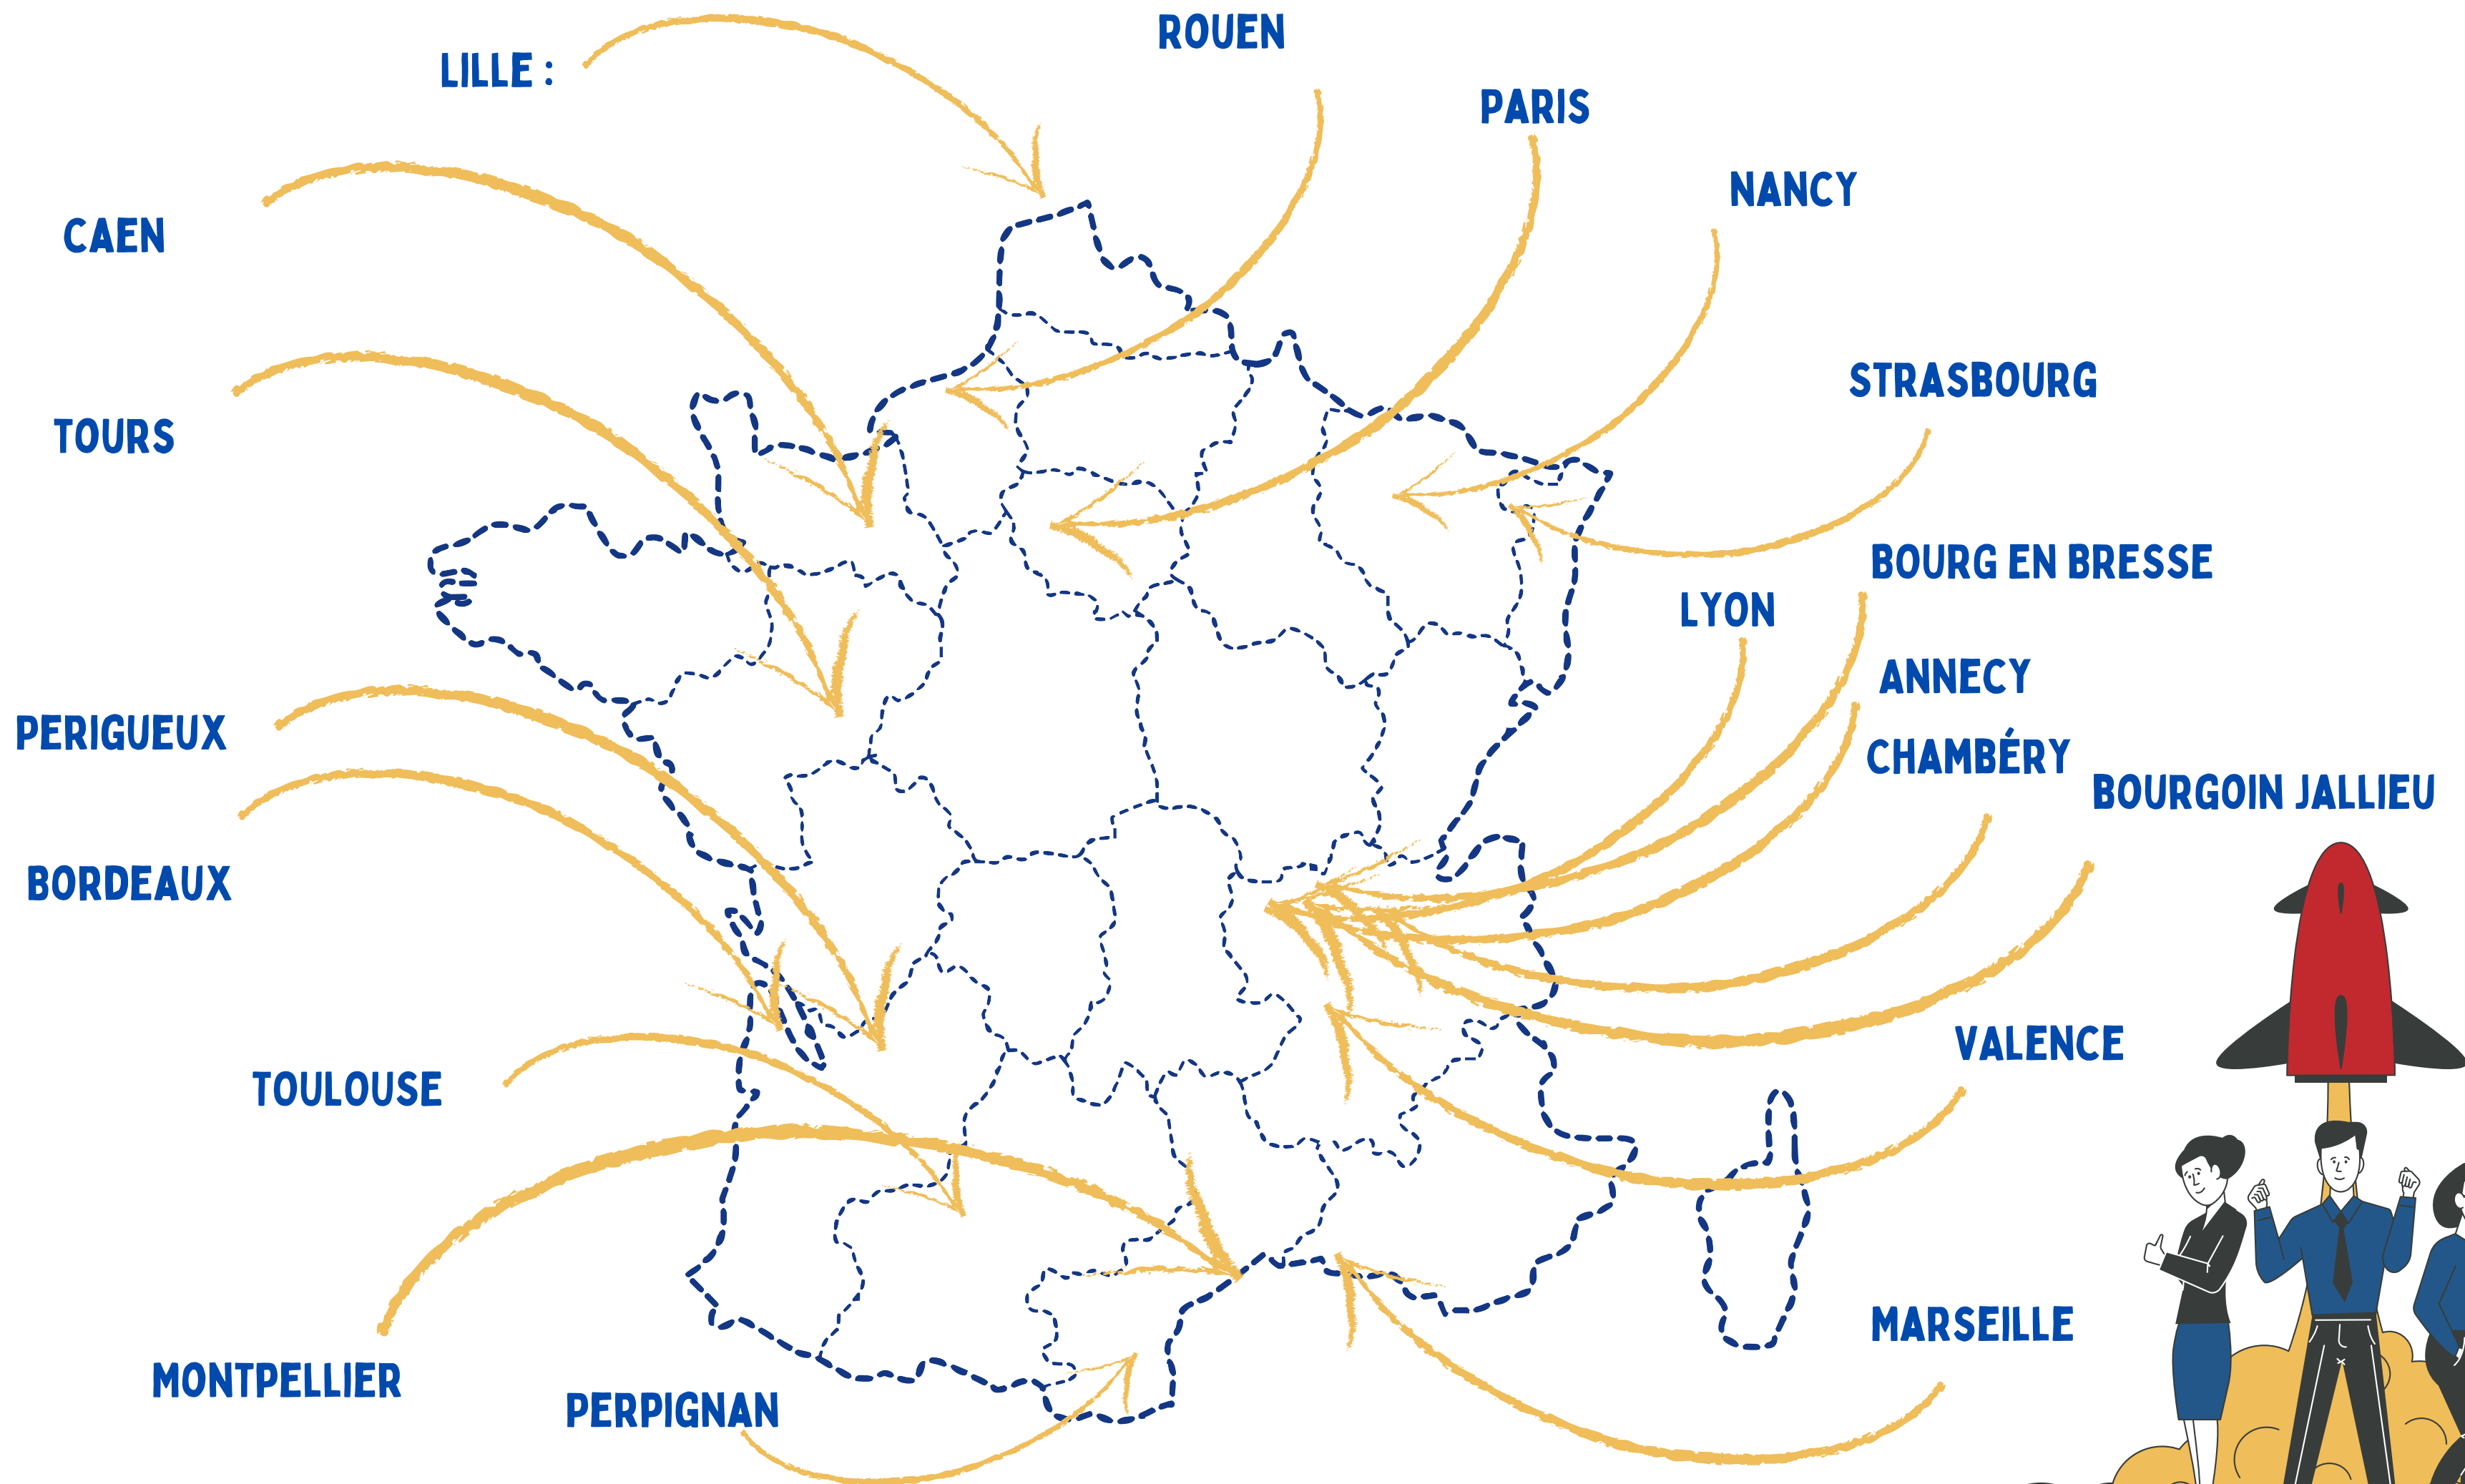 ROUEN
LILLE :
PARIS
NANCY
CAEN
STRASBOURG
TOURS
BOURG EN BRESSE
LYON
ANNECY
PERIGUEUX
CHAMBÉRY
BOURGOIN JALLIEU
BORDEAUX
VALENCE
TOULOUSE
MARSEILLE
MONTPELLIER
PERPIGNAN